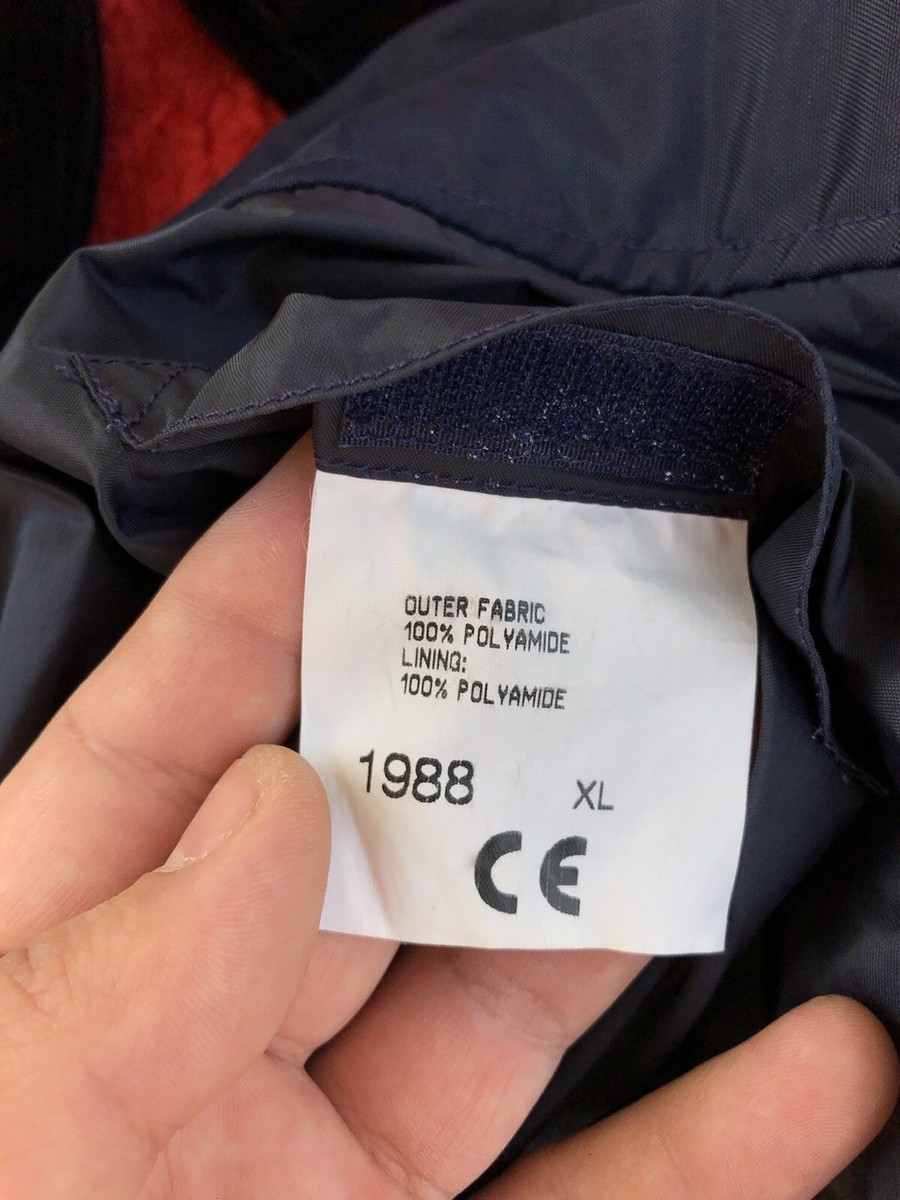 OUTER FABRIC
100% POLYAMIDE
LINING:
100% POLYAMIDE
1988 XL
CE